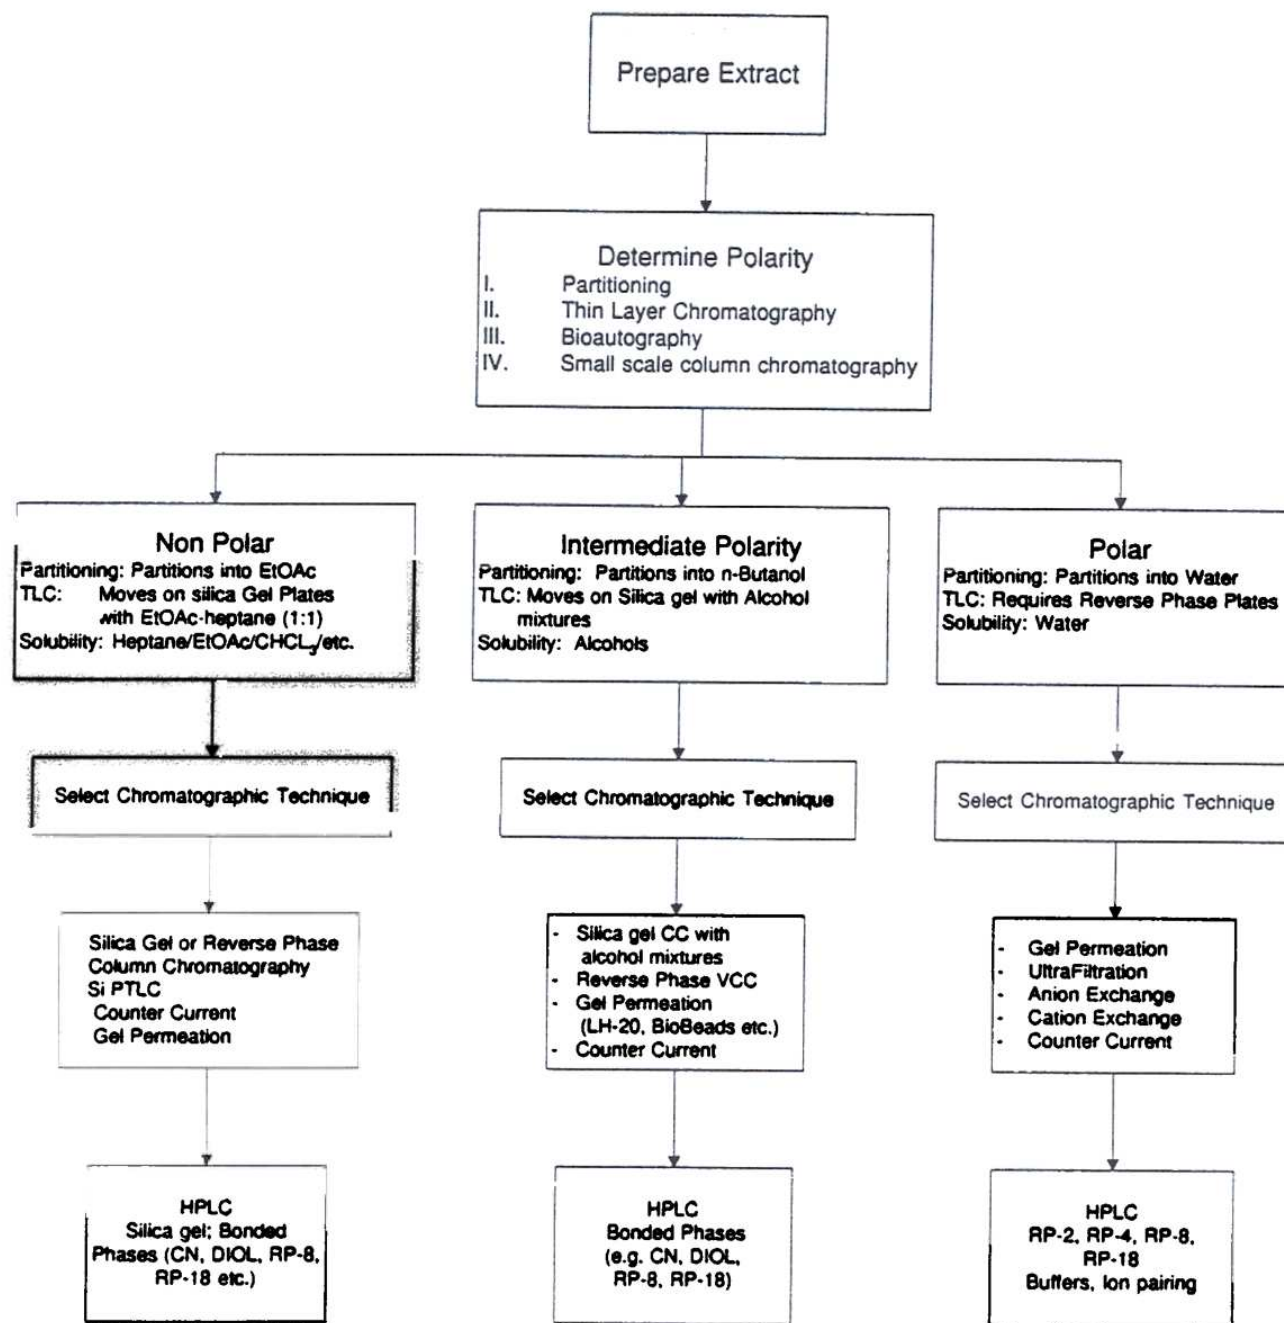 Prepare Extract
Determine Polarity
I. Partitioning
II. Thin Layer Chromatography
III. Bioautography
IV. Small scale column chromatography
Non Polar
Partitioning: Partitions into EtOAc
TLC: Moves on silica Gel Plates
with EtOAc-heptane (1:1)
Solubility: Heptane/EtOAc/CHCL3/etc.
Intermediate Polarity
Partitioning: Partitions into n-Butanol
TLC: Moves on Silica gel with Alcohol
mixtures
Solubility: Alcohols
Polar
Partitioning: Partitions into Water
TLC: Requires Reverse Phase Plates
Solubility: Water
Select Chromatographic Technique
Select Chromatographic Technique
Select Chromatographic Technique
Silica Gel or Reverse Phase
Column Chromatography
Si PTLC
Counter Current
Gel Permeation
- Silica gel CC with
alcohol mixtures
- Reverse Phase VCC
- Gel Permeation
(LH-20, BioBeads etc.)
- Counter Current
- Gel Permeation
- UltraFiltration
- Anion Exchange
- Cation Exchange
- Counter Current
HPLC
Silica gel; Bonded
Phases (CN, DIOL, RP-8,
RP-18 etc.)
HPLC
Bonded Phases
(e.g. CN, DIOL,
RP-8, RP-18)
HPLC
RP-2, RP-4, RP-8,
RP-18
Buffers, Ion pairing